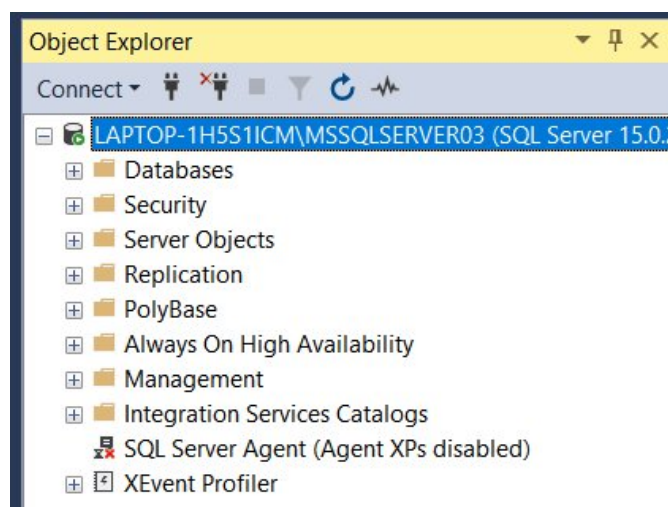 Object Explorer
Connect
LAPTOP-1H5S1ICM\MSSQLSERVER03 (SQL Server 15.0.
Databases
Security
Server Objects
Replication
PolyBase
Always On High Availability
Management
Integration Services Catalogs
SQL Server Agent (Agent XPs disabled)
XEvent Profiler